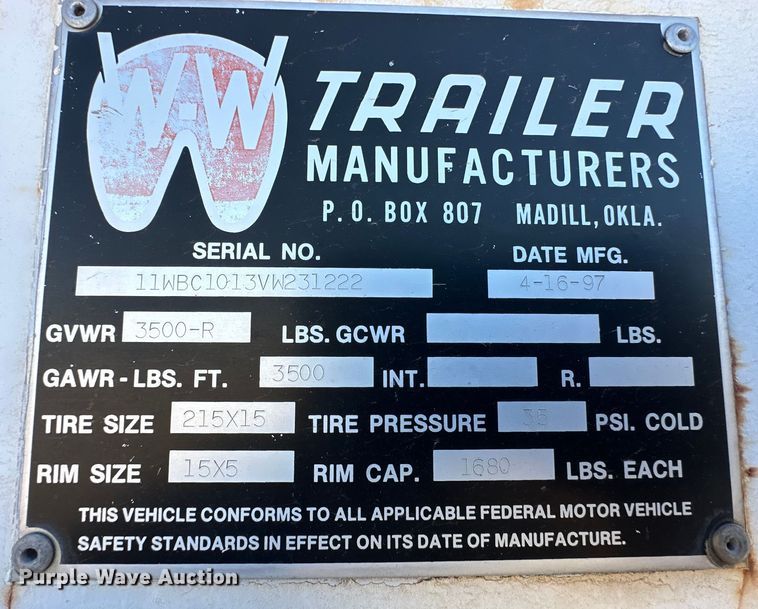 W-W TRAILER
MANUFACTURERS
P.O. BOX 807 MADILL, OKLA.
SERIAL NO. DATE MFG.
11WBC1013VW231222 4-16-97
GVWR 3500-R LBS. GCWR LBS.
GAWR-LBS. FT. 3500 INT. R.
TIRE SIZE 215X15 TIRE PRESSURE 35 PSI. COLD
RIM SIZE 15X5 RIM CAP. 1680 LBS. EACH
THIS VEHICLE CONFORMS TO ALL APPLICABLE FEDERAL MOTOR VEHICLE
SAFETY STANDARDS IN EFFECT ON ITS DATE OF MANUFACTURE.
Purple Wave Auction